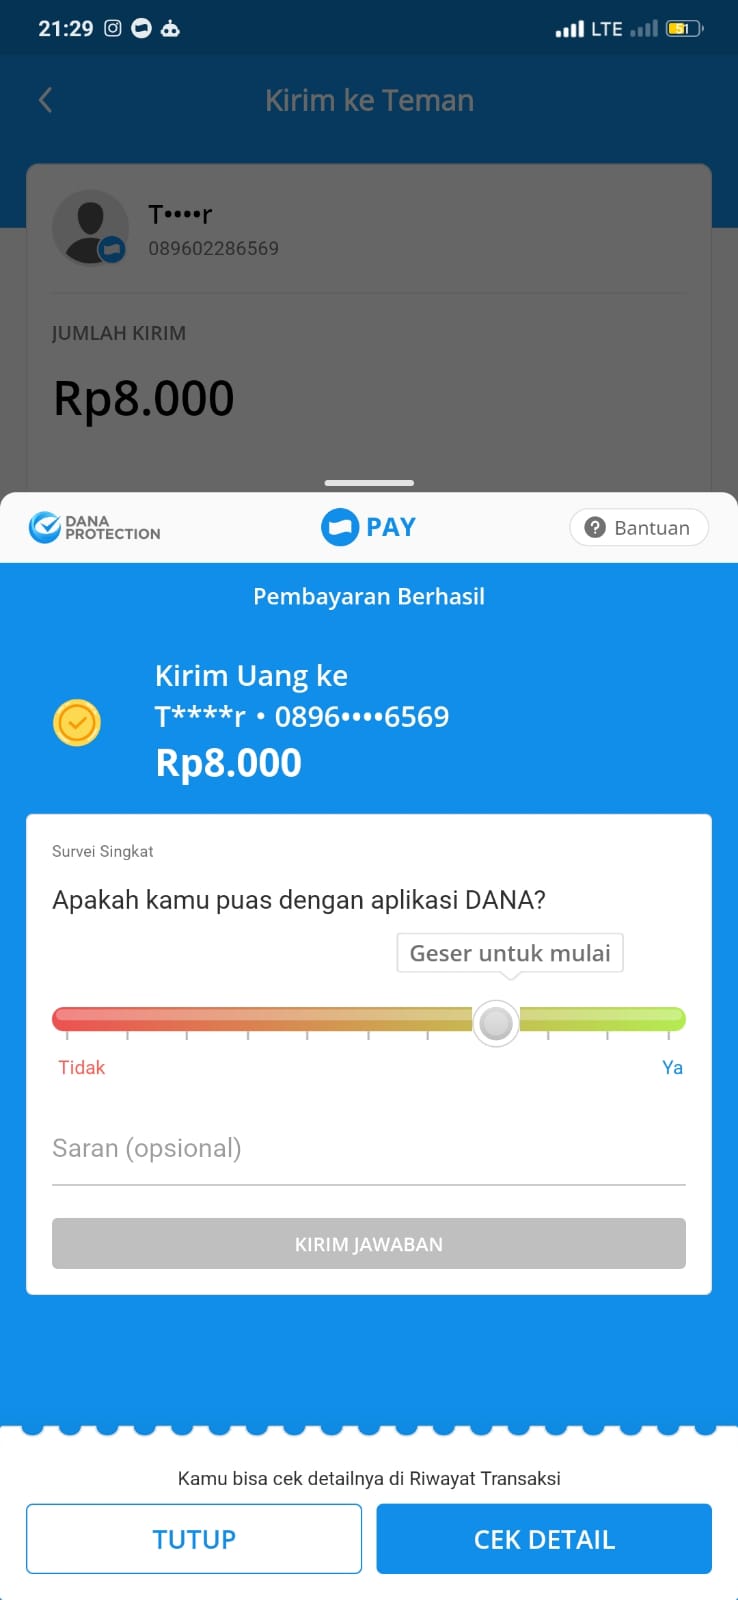 21:29
LTE
51
Kirim ke Teman
T••••r
089602286569
JUMLAH KIRIM
Rp8.000
DANA
PROTECTION
PAY
Bantuan
Pembayaran Berhasil
Kirim Uang ke
T****r • 0896••••6569
Rp8.000
Survei Singkat
Apakah kamu puas dengan aplikasi DANA?
Geser untuk mulai
Tidak
Ya
Saran (opsional)
KIRIM JAWABAN
Kamu bisa cek detailnya di Riwayat Transaksi
TUTUP
CEK DETAIL